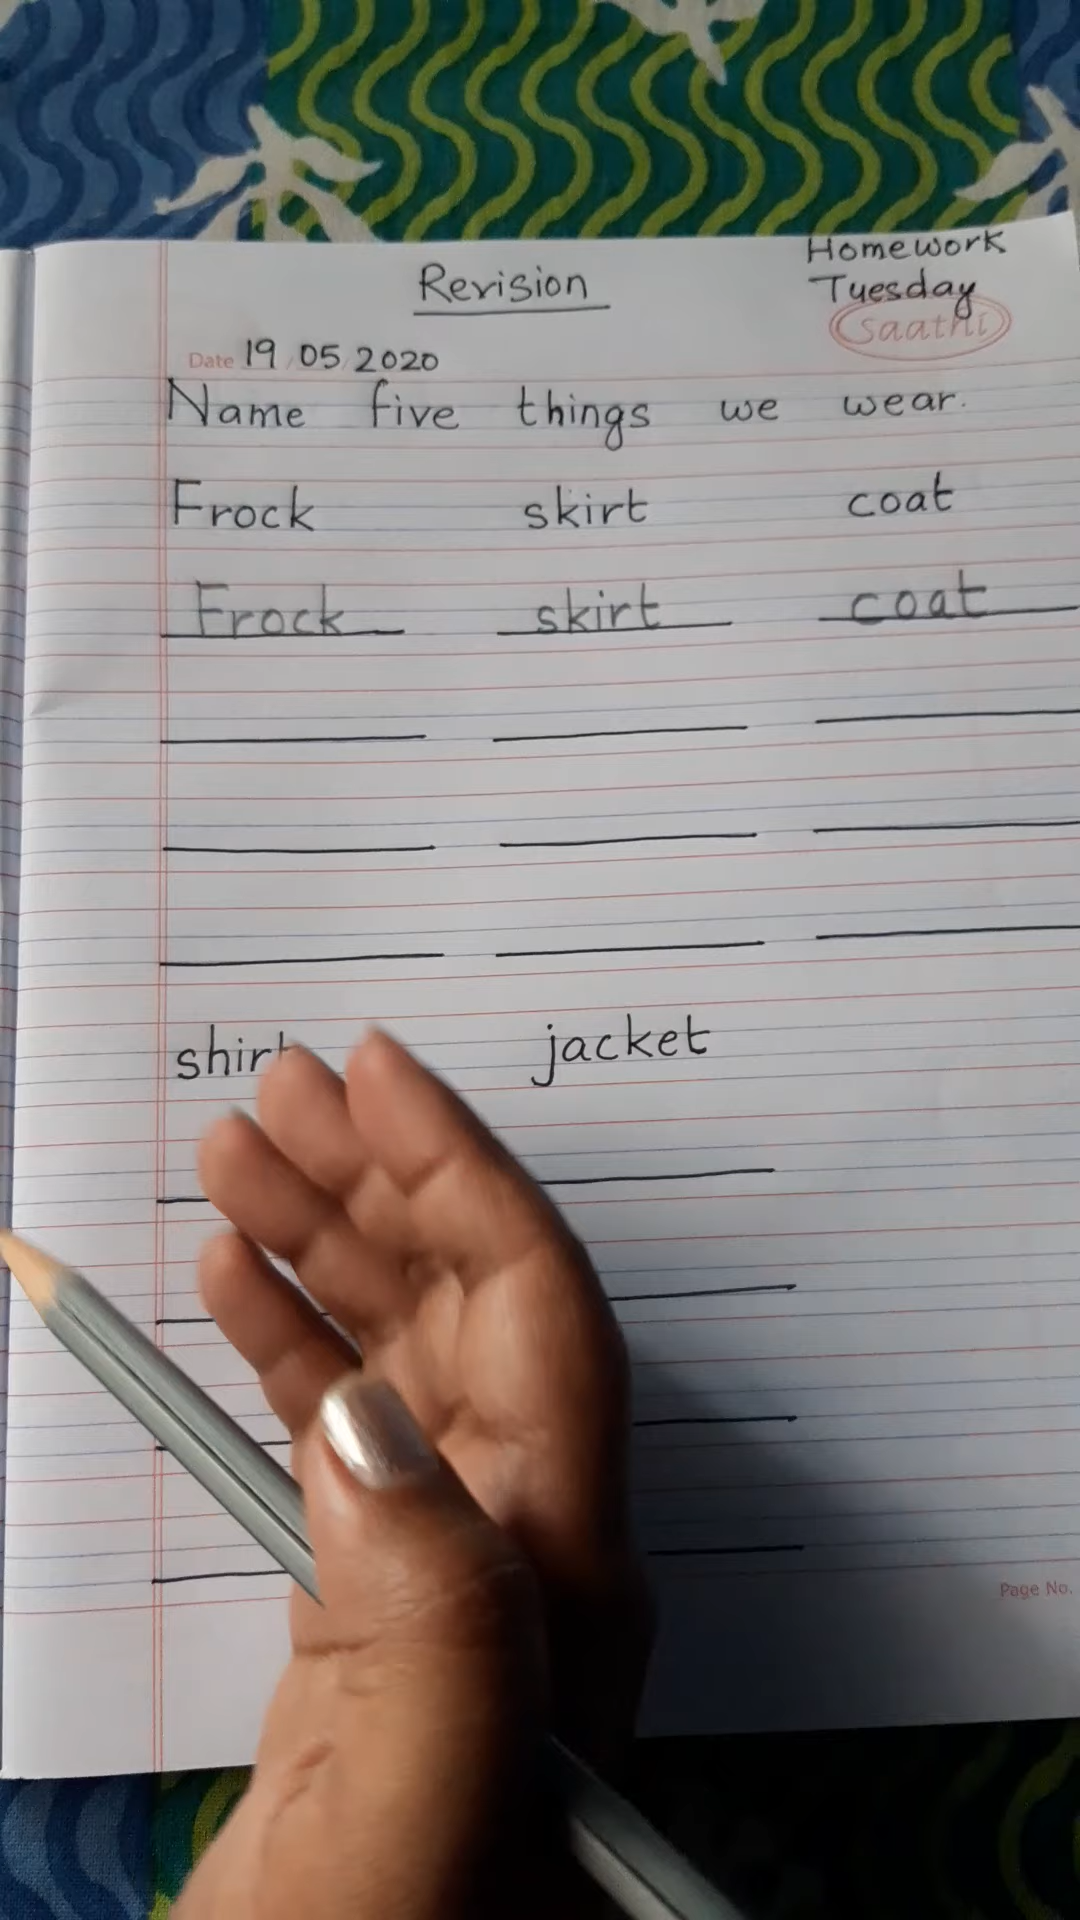 Homework
Revision Tuesday
saathi
Date 19 05 2020
Name five things we wear.
Frock skirt coat
Frock skirt coat
shirt jacket
Page No.